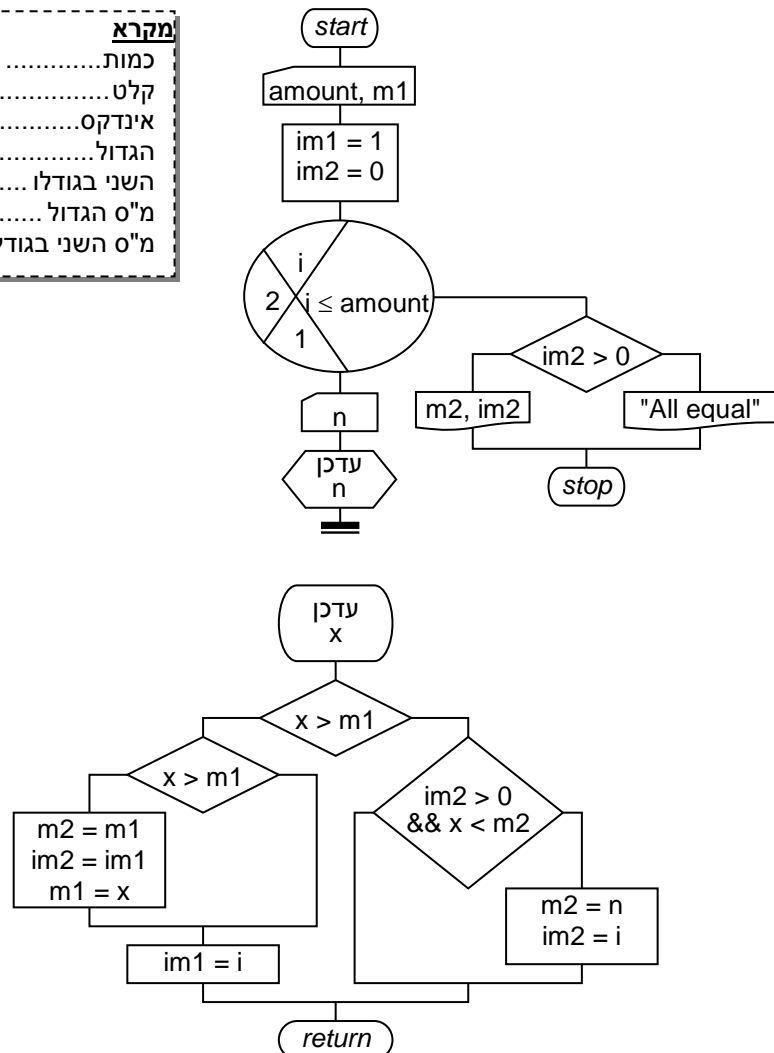 מקרא
כמות.............
קלט...............
אינדקס............
הגדול..............
השני בגודלו ....
מ"ס הגדול .......
מ"ס השני
start
amount, m1
im1 = 1
im2 = 0
i
2
i ≤ amount
1
n
עדכן
n
im2 > 0
m2, im2
"All equal"
stop
עדכן
x
x > m1
x > m1
m2 = m1
im2 = im1
m1 = x
im1 = i
im2 > 0
&& x < m2
m2 = n
im2 = i
return